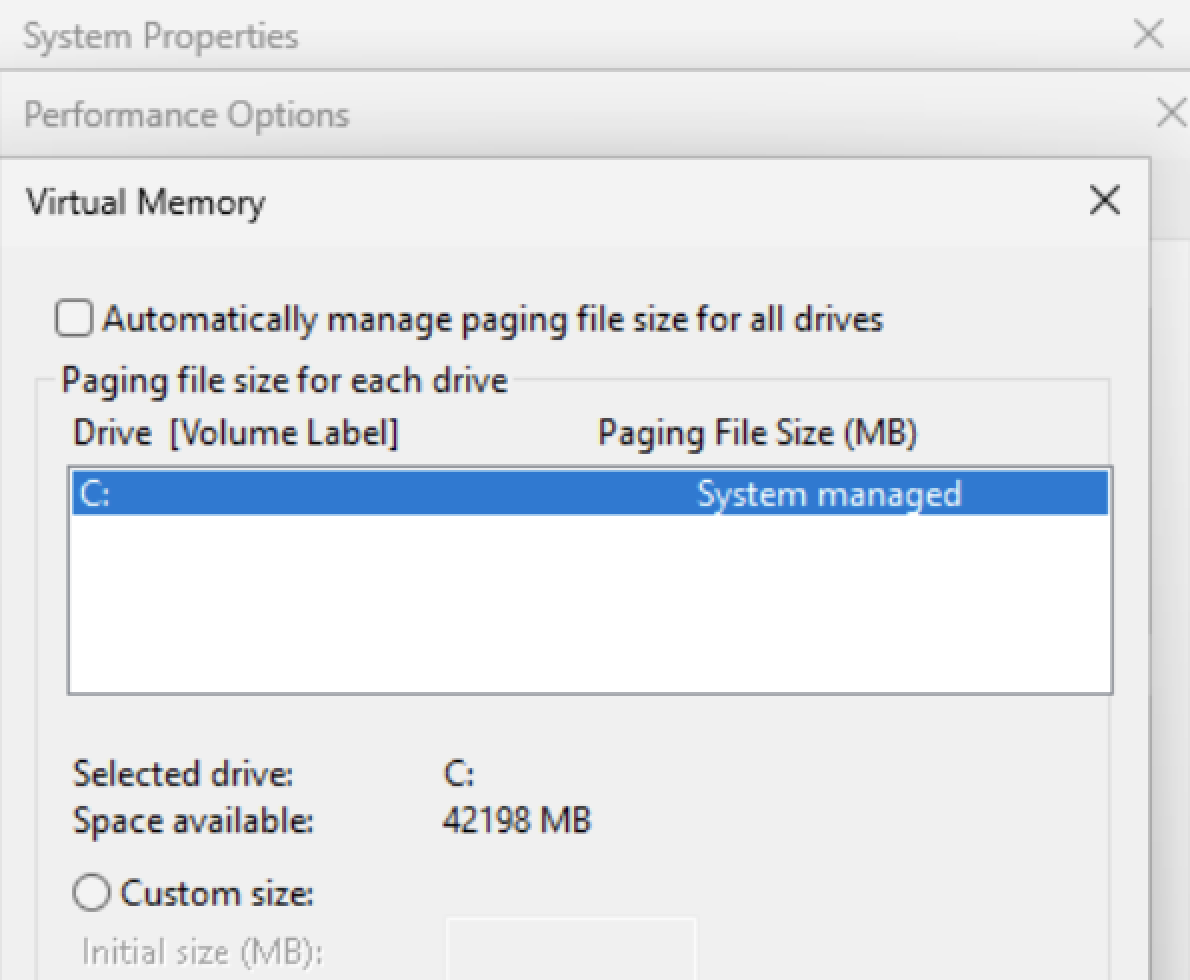 System Properties
Performance Options
Virtual Memory
Automatically manage paging file size for all drives
Paging file size for each drive
Drive [Volume Label] Paging File Size (MB)
C: System managed
Selected drive: C:
Space available: 42198 MB
Custom size:
Initial size (MB):